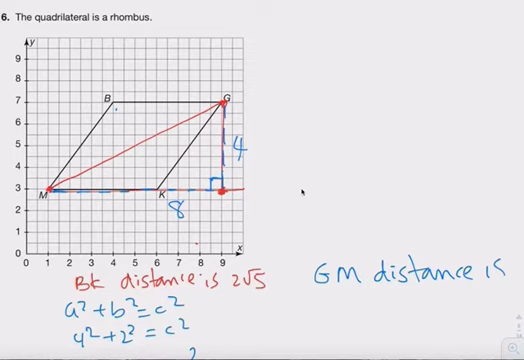 6. The quadrilateral is a rhombus.
y
9
8
7
6
5
4
3
2
1
0
B
G
M
K
4
8
x
0 1 2 3 4 5 6 7 8 9
BK distance is 2√5
GM distance is
a² + b² = c²
4² + 2² = c²
2